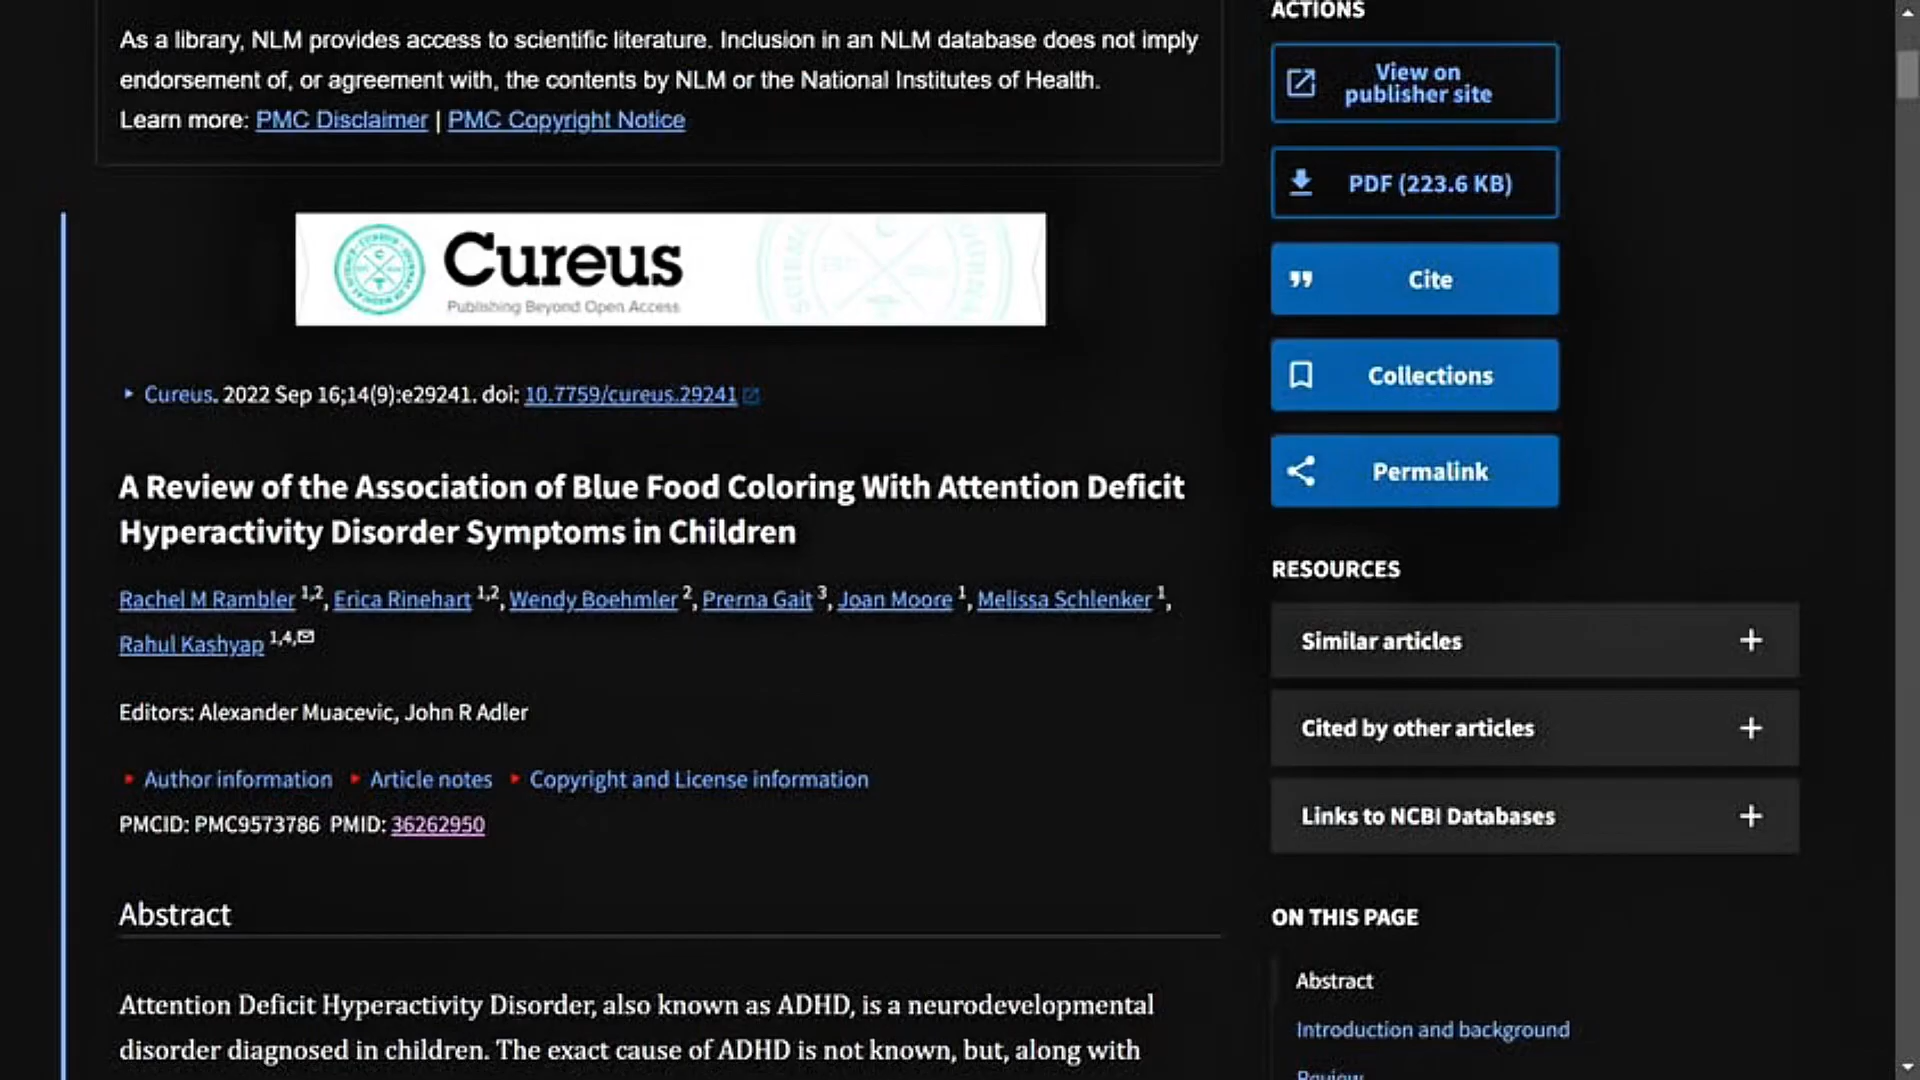 As a library, NLM provides access to scientific literature. Inclusion in an NLM database does not imply
endorsement of, or agreement with, the contents by NLM or the National Institutes of Health.
Learn more: PMC Disclaimer | PMC Copyright Notice
Cureus
Publishing Beyond Open Access
Cureus. 2022 Sep 16;14(9):e29241. doi: 10.7759/cureus.29241
A Review of the Association of Blue Food Coloring With Attention Deficit
Hyperactivity Disorder Symptoms in Children
Rachel M Rambler 1,2, Erica Rinehart 1,2, Wendy Boehmler 2, Prerna Gait 3, Joan Moore 1, Melissa Schlenker 1,
Rahul Kashyap 1,4,
Editors: Alexander Muacevic, John R Adler
Author information Article notes Copyright and License information
PMCID: PMC9573786 PMID: 36262950
Abstract
Attention Deficit Hyperactivity Disorder, also known as ADHD, is a neurodevelopmental
disorder diagnosed in children. The exact cause of ADHD is not known, but, along with
ACTIONS
View on
publisher site
PDF (223.6 KB)
Cite
Collections
Permalink
RESOURCES
Similar articles
Cited by other articles
Links to NCBI Databases
ON THIS PAGE
Abstract
Introduction and background
Review